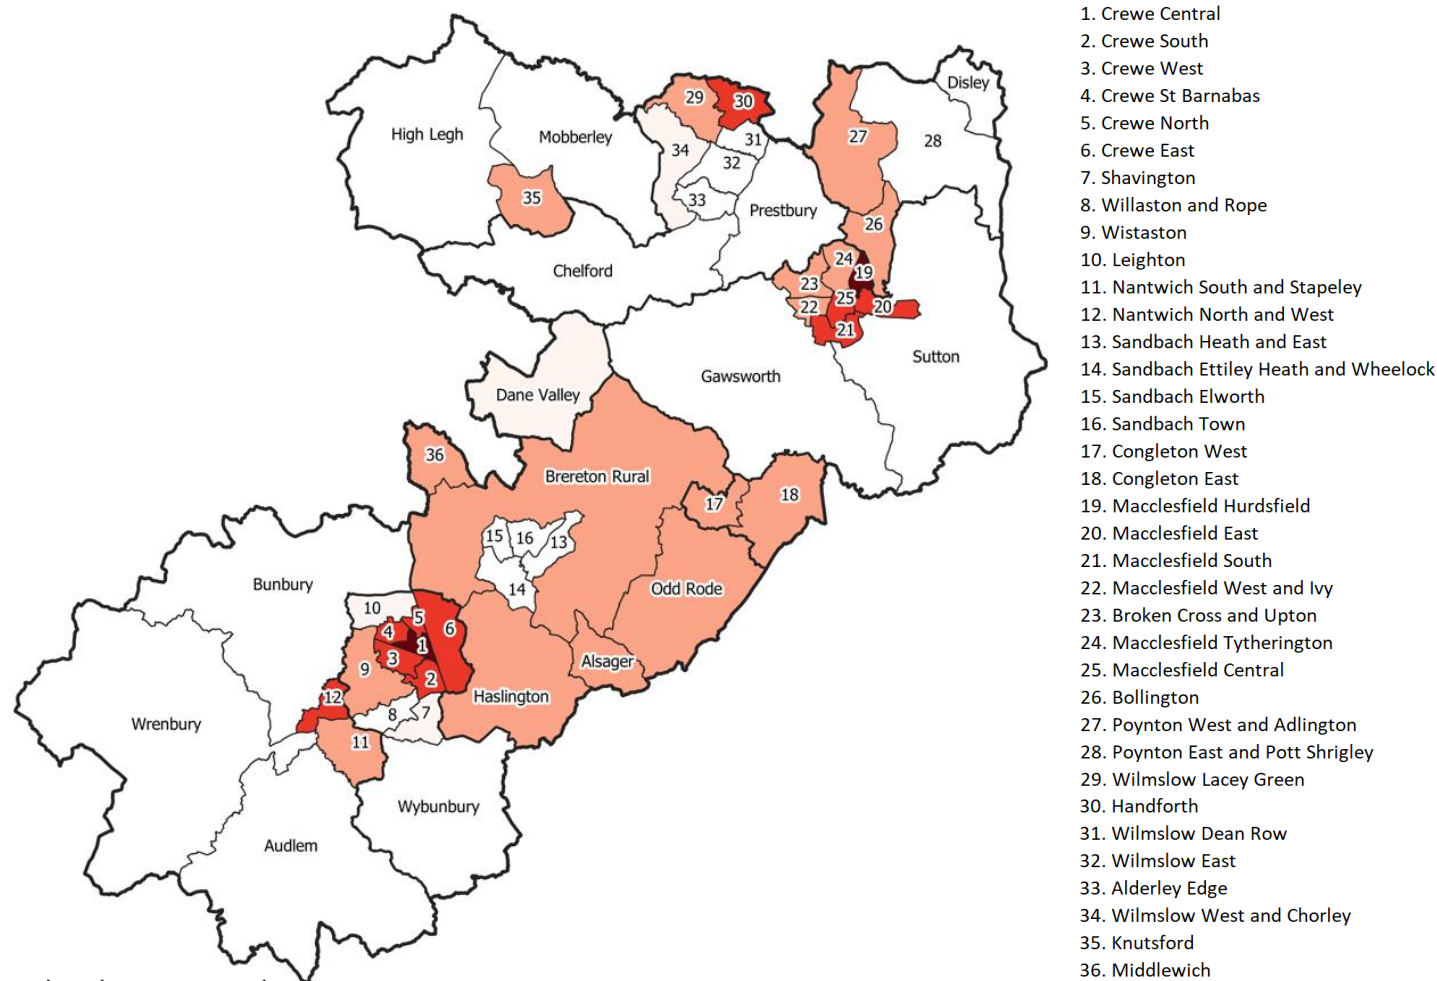 High Legh
Mobberley
Disley
29
30
31
34
32
33
27
28
35
Prestbury
26
Chelford
24
19
23
25
22
20
21
Sutton
Gawsworth
Dane Valley
36
Brereton Rural
17
18
15
16
13
14
Odd Rode
Bunbury
10
5
4
6
1
3
9
2
Alsager
12
Haslington
8
7
Wrenbury
11
Wybunbury
Audlem
1. Crewe Central
2. Crewe South
3. Crewe West
4. Crewe St Barnabas
5. Crewe North
6. Crewe East
7. Shavington
8. Willaston and Rope
9. Wistaston
10. Leighton
11. Nantwich South and Stapeley
12. Nantwich North and West
13. Sandbach Heath and East
14. Sandbach Ettiley Heath and Wheelock
15. Sandbach Elworth
16. Sandbach Town
17. Congleton West
18. Congleton East
19. Macclesfield Hurdsfield
20. Macclesfield East
21. Macclesfield South
22. Macclesfield West and Ivy
23. Broken Cross and Upton
24. Macclesfield Tytherington
25. Macclesfield Central
26. Bollington
27. Poynton West and Adlington
28. Poynton East and Pott Shrigley
29. Wilmslow Lacey Green
30. Handforth
31. Wilmslow Dean Row
32. Wilmslow East
33. Alderley Edge
34. Wilmslow West and Chorley
35. Knutsford
36. Middlewich